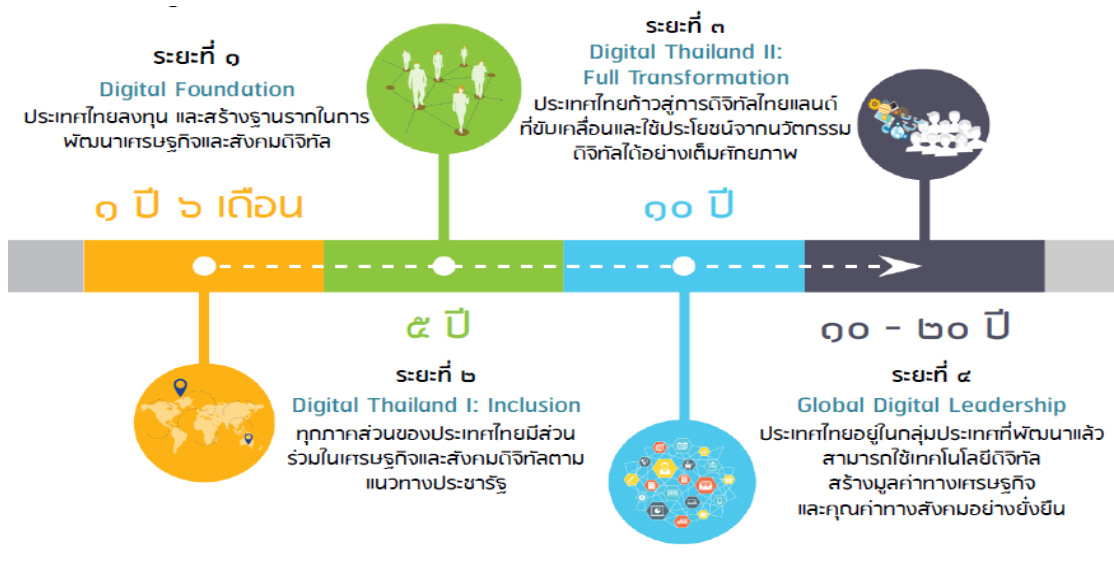 ระยะที่ ๑
Digital Foundation
ประเทศไทยลงทุน และสร้างฐานรากในการ
พัฒนาเศรษฐกิจและสังคมดิจิทัล
๑ ปี ๖ เดือน
๕ ปี
ระยะที่ ๒
Digital Thailand I: Inclusion
ทุกภาคส่วนของประเทศไทยมีส่วน
ร่วมในเศรษฐกิจและสังคมดิจิทัลตาม
แนวทางประชารัฐ
ระยะที่ ๓
Digital Thailand II:
Full Transformation
ประเทศไทยก้าวสู่การดิจิทัลไทยแลนด์
ที่ขับเคลื่อนและใช้ประโยชน์จากนวัตกรรม
ดิจิทัลได้อย่างเต็มศักยภาพ
๑๐ ปี
๑๐ - ๒๐ ปี
ระยะที่ ๔
Global Digital Leadership
ประเทศไทยอยู่ในกลุ่มประเทศที่พัฒนาแล้ว
สามารถใช้เทคโนโลยีดิจิทัล
สร้างมูลค่าทางเศรษฐกิจ
และคุณค่าทางสังคมอย่างยั่งยืน